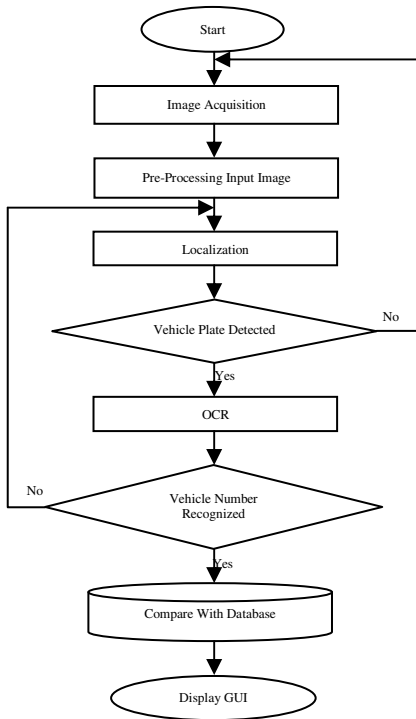 Start
Image Acquisition
Pre-Processing Input Image
Localization
Vehicle Plate Detected
No
Yes
OCR
No
Vehicle Number
Recognized
Yes
Compare With Database
Display GUI